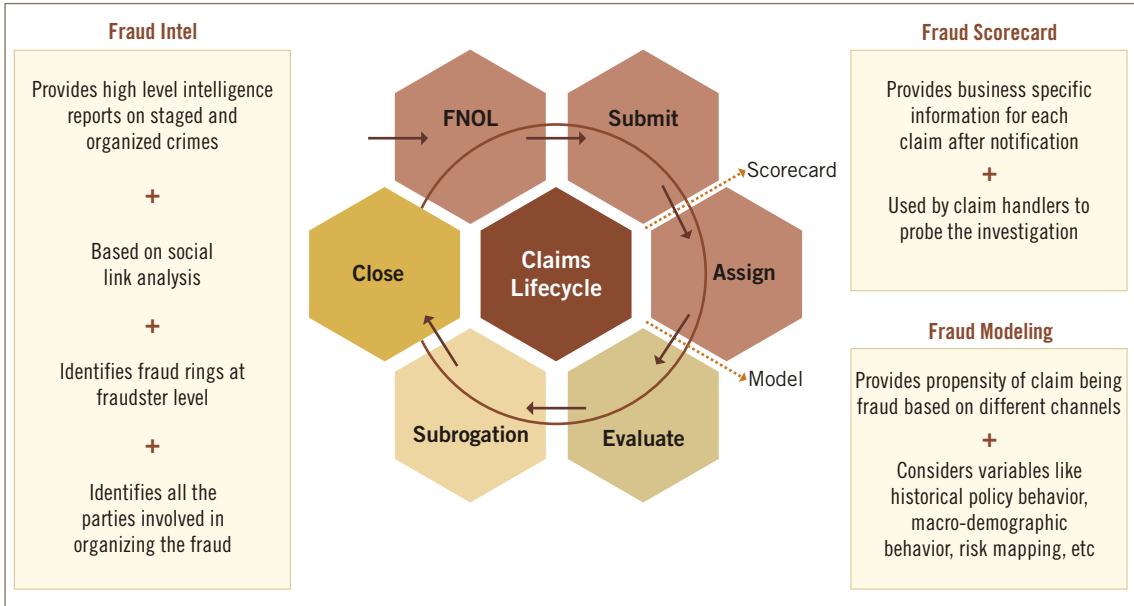 Fraud Intel
Provides high level intelligence
reports on staged and
organized crimes
+
Based on social
link analysis
+
Identifies fraud rings at
fraudster level
+
Identifies all the
parties involved in
organizing the fraud
FNOL
Submit
Scorecard
Assign
Claims
Lifecycle
Close
Model
Subrogation
Evaluate
Fraud Scorecard
Provides business specific
information for each
claim after notification
+
Used by claim handlers to
probe the investigation
Fraud Modeling
Provides propensity of claim being
fraud based on different channels
+
Considers variables like
historical policy behavior,
macro-demographic
behavior, risk mapping, etc